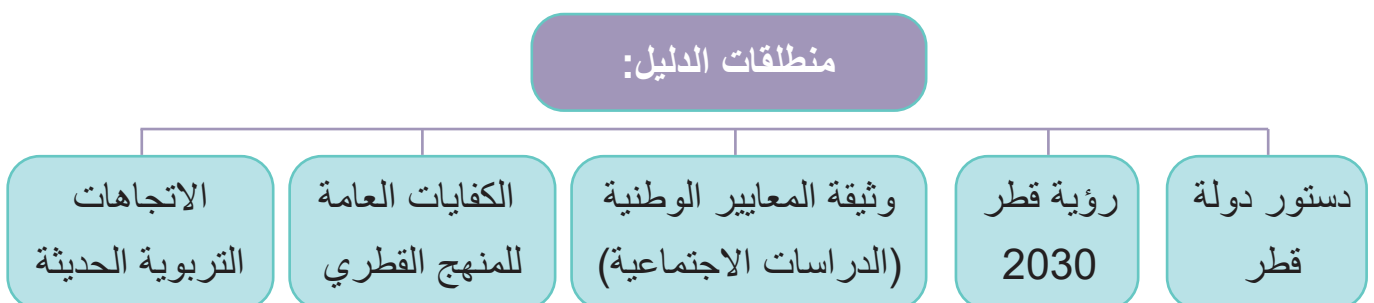 منطلقات الدليل:
دستور دولة
قطر
رؤية قطر
2030
وثيقة المعايير الوطنية
(الدراسات الاجتماعية)
الكفايات العامة
للمنهج القطري
الاتجاهات
التربوية الحديثة